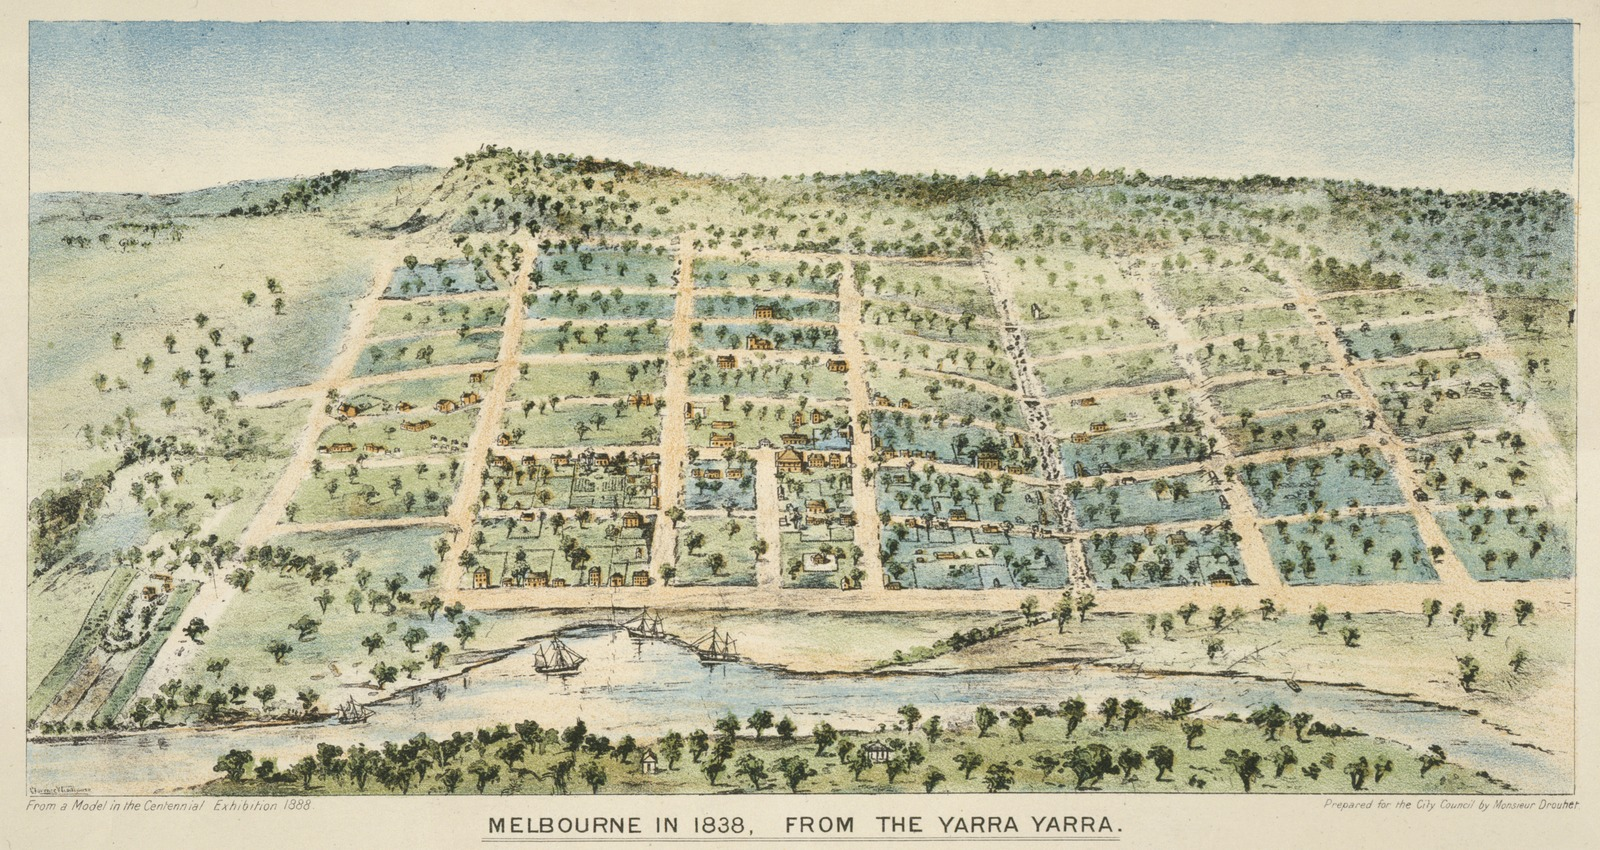 From a Model in the Centennial Exhibition 1888.
Prepared for the City Council by Monsieur Drouhet.
MELBOURNE IN 1838, FROM THE YARRA YARRA.